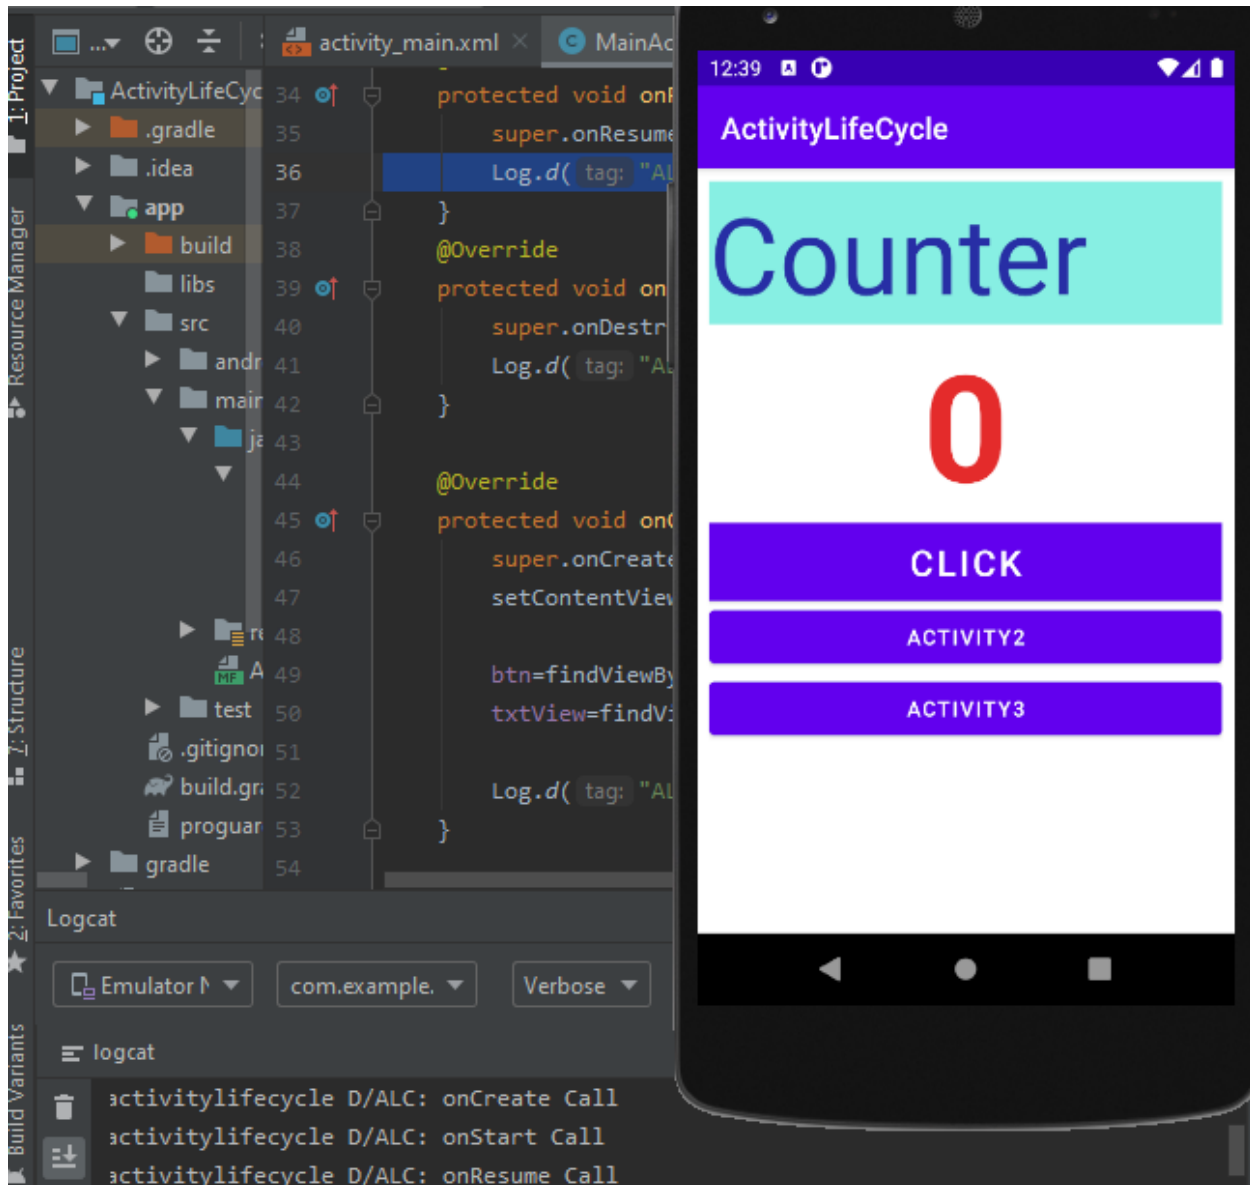 1: Project
Resource Manager
7: Structure
2: Favorites
Build Variants
...
activity_main.xml
MainAc
ActivityLifeCyc
.gradle
.idea
app
build
libs
src
andr
main
ja
re
A
test
.gitignor
build.gra
proguar
gradle
34 protected void onR
35 super.onResume
36 Log.d( tag: "AL
37 }
38 @Override
39 protected void on
40 super.onDestr
41 Log.d( tag: "AL
42 }
43
44 @Override
45 protected void onC
46 super.onCreate
47 setContentView
48
49 btn=findViewBy
50 txtView=findVi
51
52 Log.d( tag: "AL
53 }
54
Logcat
Emulator N
com.example.
Verbose
logcat
activitylifecycle D/ALC: onCreate Call
activitylifecycle D/ALC: onStart Call
activitylifecycle D/ALC: onResume Call
12:39
ActivityLifeCycle
Counter
0
CLICK
ACTIVITY2
ACTIVITY3